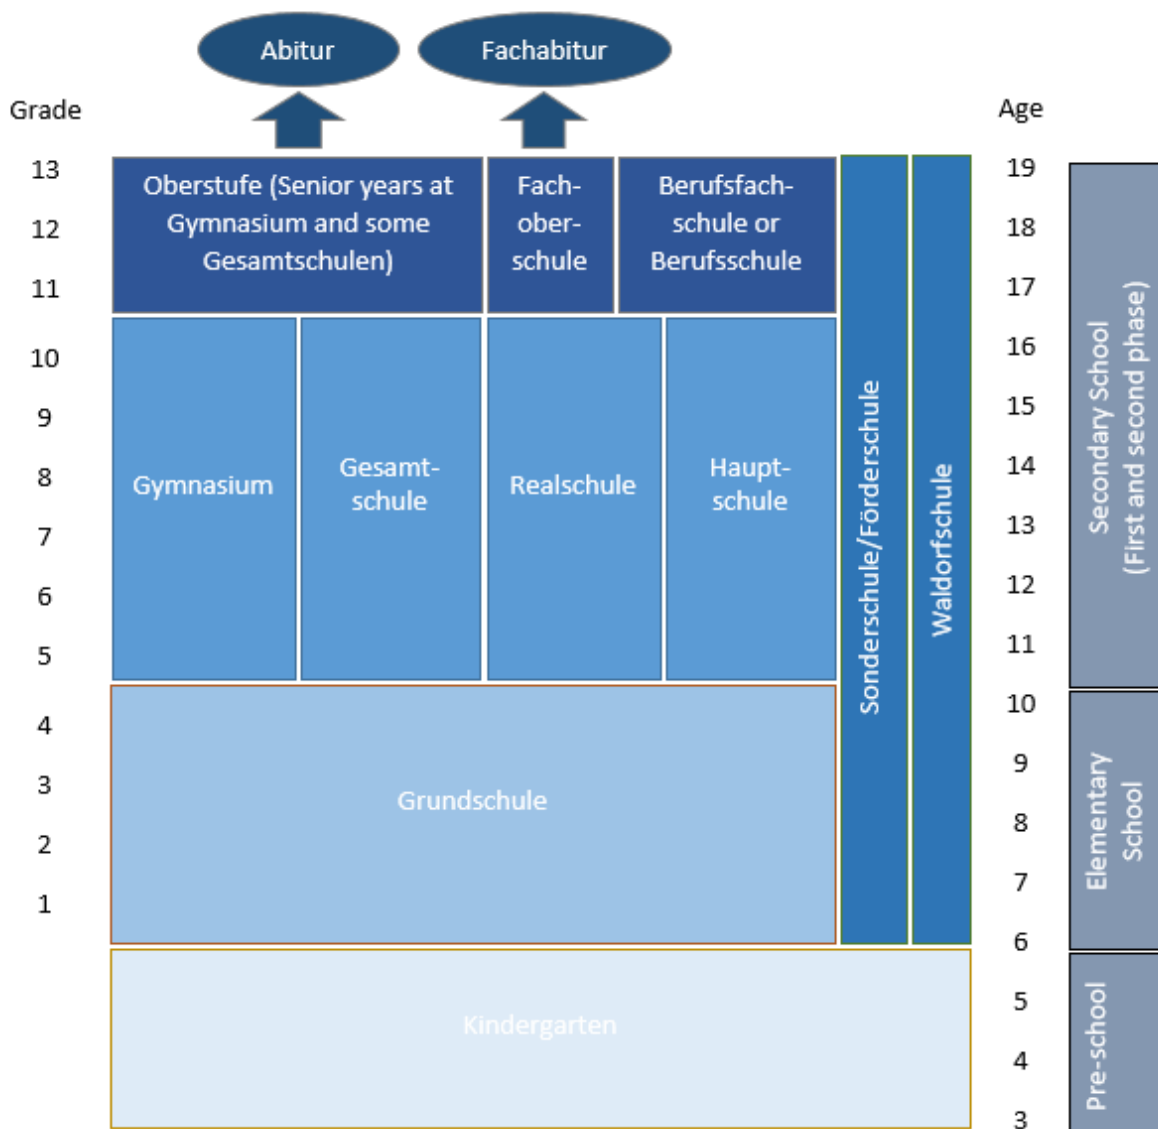 Abitur
Fachabitur
Grade
Age
13
12
11
10
9
8
7
6
5
4
3
2
1
Oberstufe (Senior years at
Gymnasium and some
Gesamtschulen)
Fach-
ober-
schule
Berufsfach-
schule or
Berufsschule
Gymnasium
Gesamt-
schule
Realschule
Haupt-
schule
Sonderschule/Förderschule
Waldorfschule
Grundschule
Kindergarten
19
18
17
16
15
14
13
12
11
10
9
8
7
6
5
4
3
Secondary School
(First and second phase)
Elementary
School
Pre-school